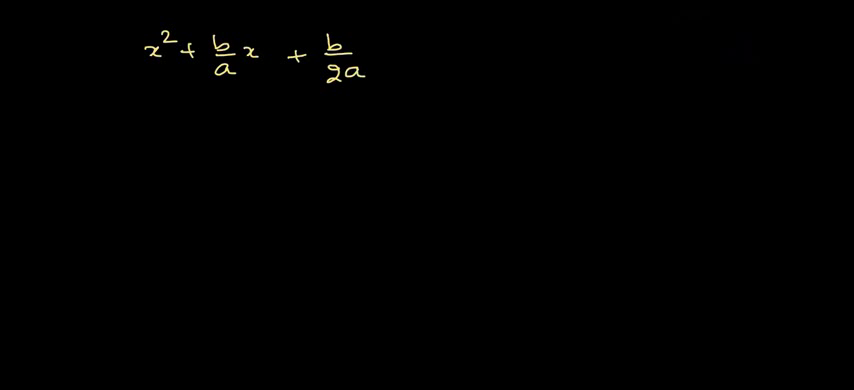 x² + b/a x + b/2a